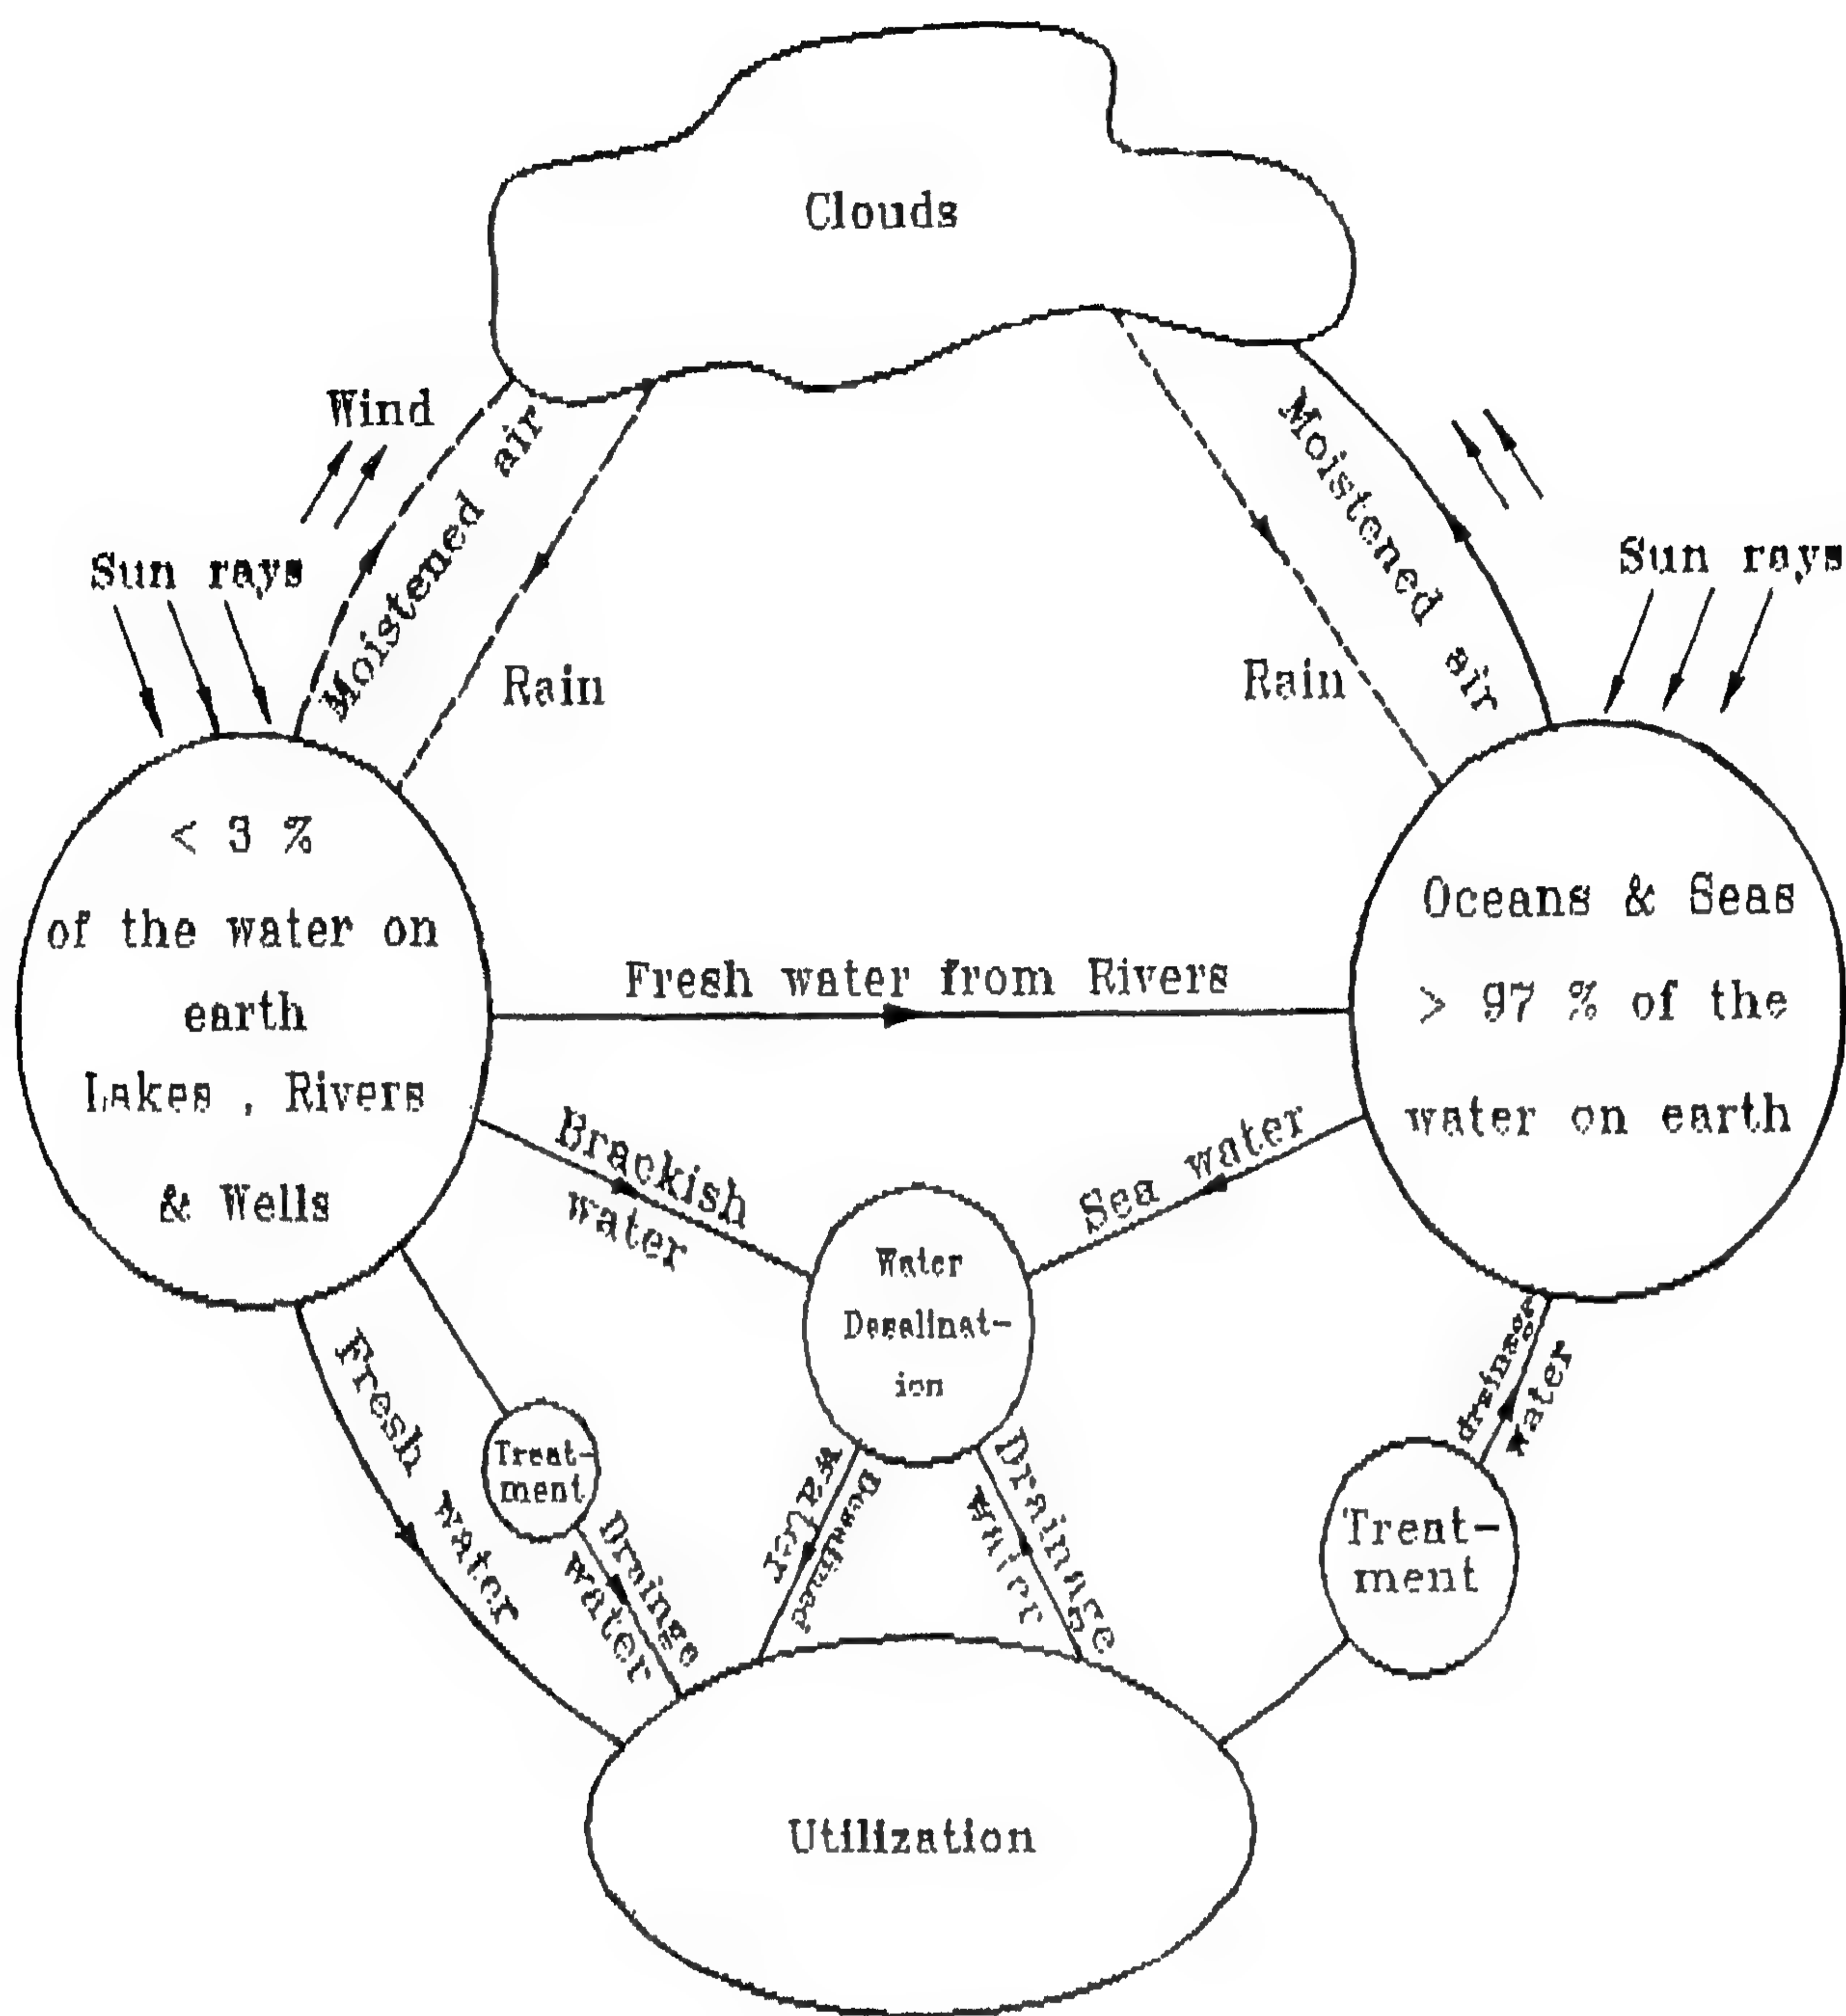 Clouds
Wind
Moistened air
Moistened air
Sun rays
Sun rays
Rain
Rain
< 3 %
of the water on
earth
Lakes , Rivers
& Wells
Oceans & Seas
> 97 % of the
water on earth
Fresh water from Rivers
Brackish
water
Sea water
Water
Desalinat-
ion
Fresh water
Treat-
ment
Drainge
water
water
Drainage
water
drainage
water
Treat-
ment
Utilization